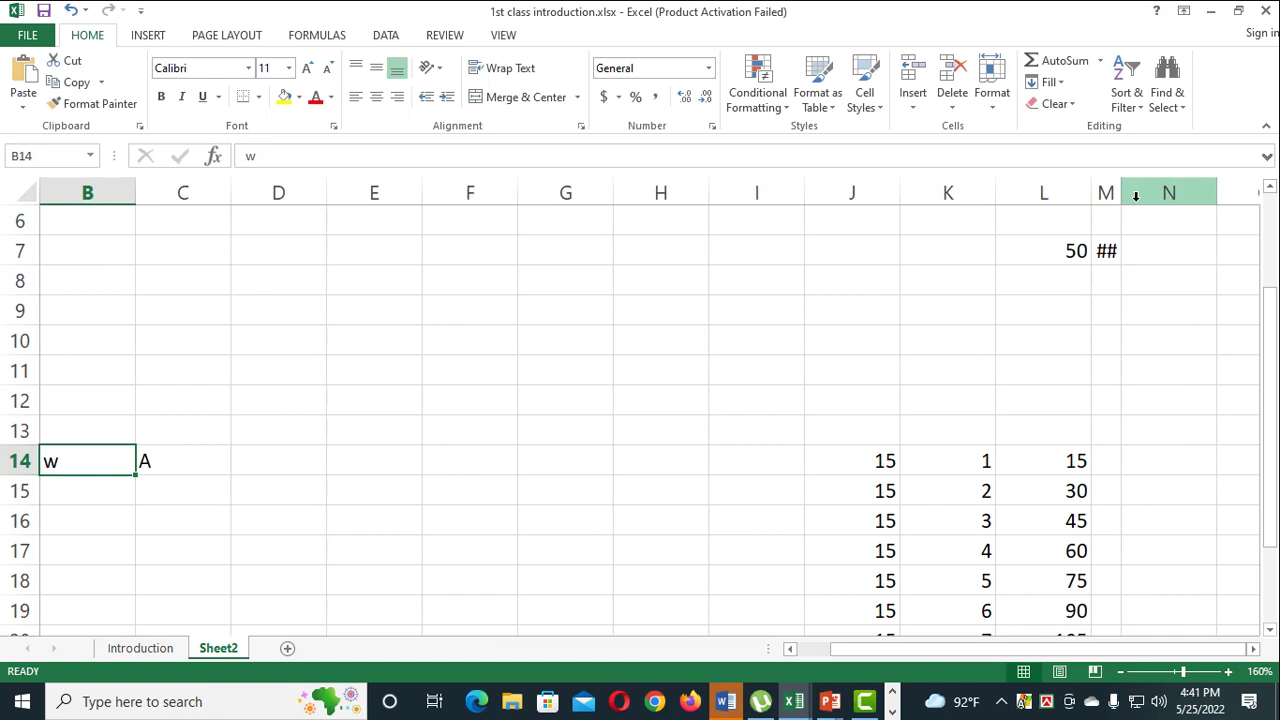 1st class introduction.xlsx - Excel (Product Activation Failed)
?
FILE HOME INSERT PAGE LAYOUT FORMULAS DATA REVIEW VIEW Sign in
Paste
Cut
Copy
Format Painter
Clipboard
Calibri 11
B I U
Font
Wrap Text
Merge & Center
Alignment
General
$ % ,
Number
Conditional Formatting
Format as Table
Cell Styles
Styles
Insert
Delete
Format
Cells
AutoSum
Fill
Clear
Sort & Filter
Find & Select
Editing
B14 fx w
B C D E F G H I J K L M N
6
7 50 ##
8
9
10
11
12
13
14 w A 15 1 15
15 15 2 30
16 15 3 45
17 15 4 60
18 15 5 75
19 15 6 90
Introduction Sheet2
READY 160%
Type here to search
92°F
4:41 PM
5/25/2022